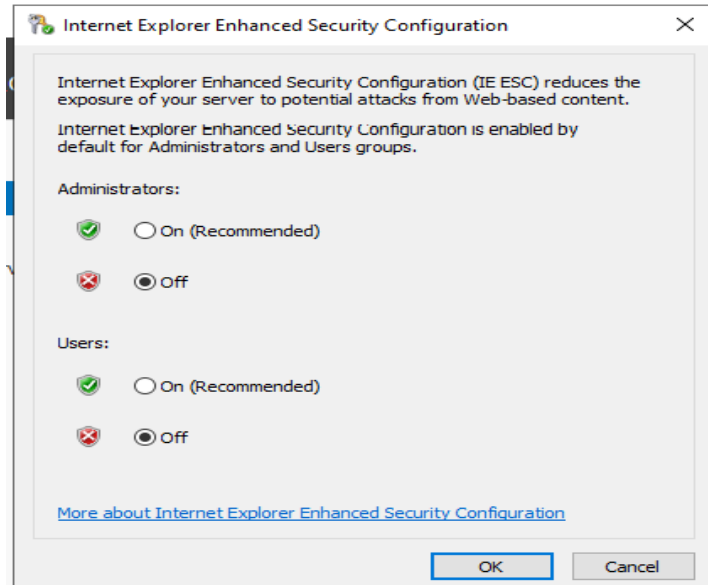 Internet Explorer Enhanced Security Configuration
Internet Explorer Enhanced Security Configuration (IE ESC) reduces the
exposure of your server to potential attacks from Web-based content.
Internet Explorer Enhanced Security Configuration is enabled by
default for Administrators and Users groups.
Administrators:
On (Recommended)
Off
Users:
On (Recommended)
Off
More about Internet Explorer Enhanced Security Configuration
OK Cancel